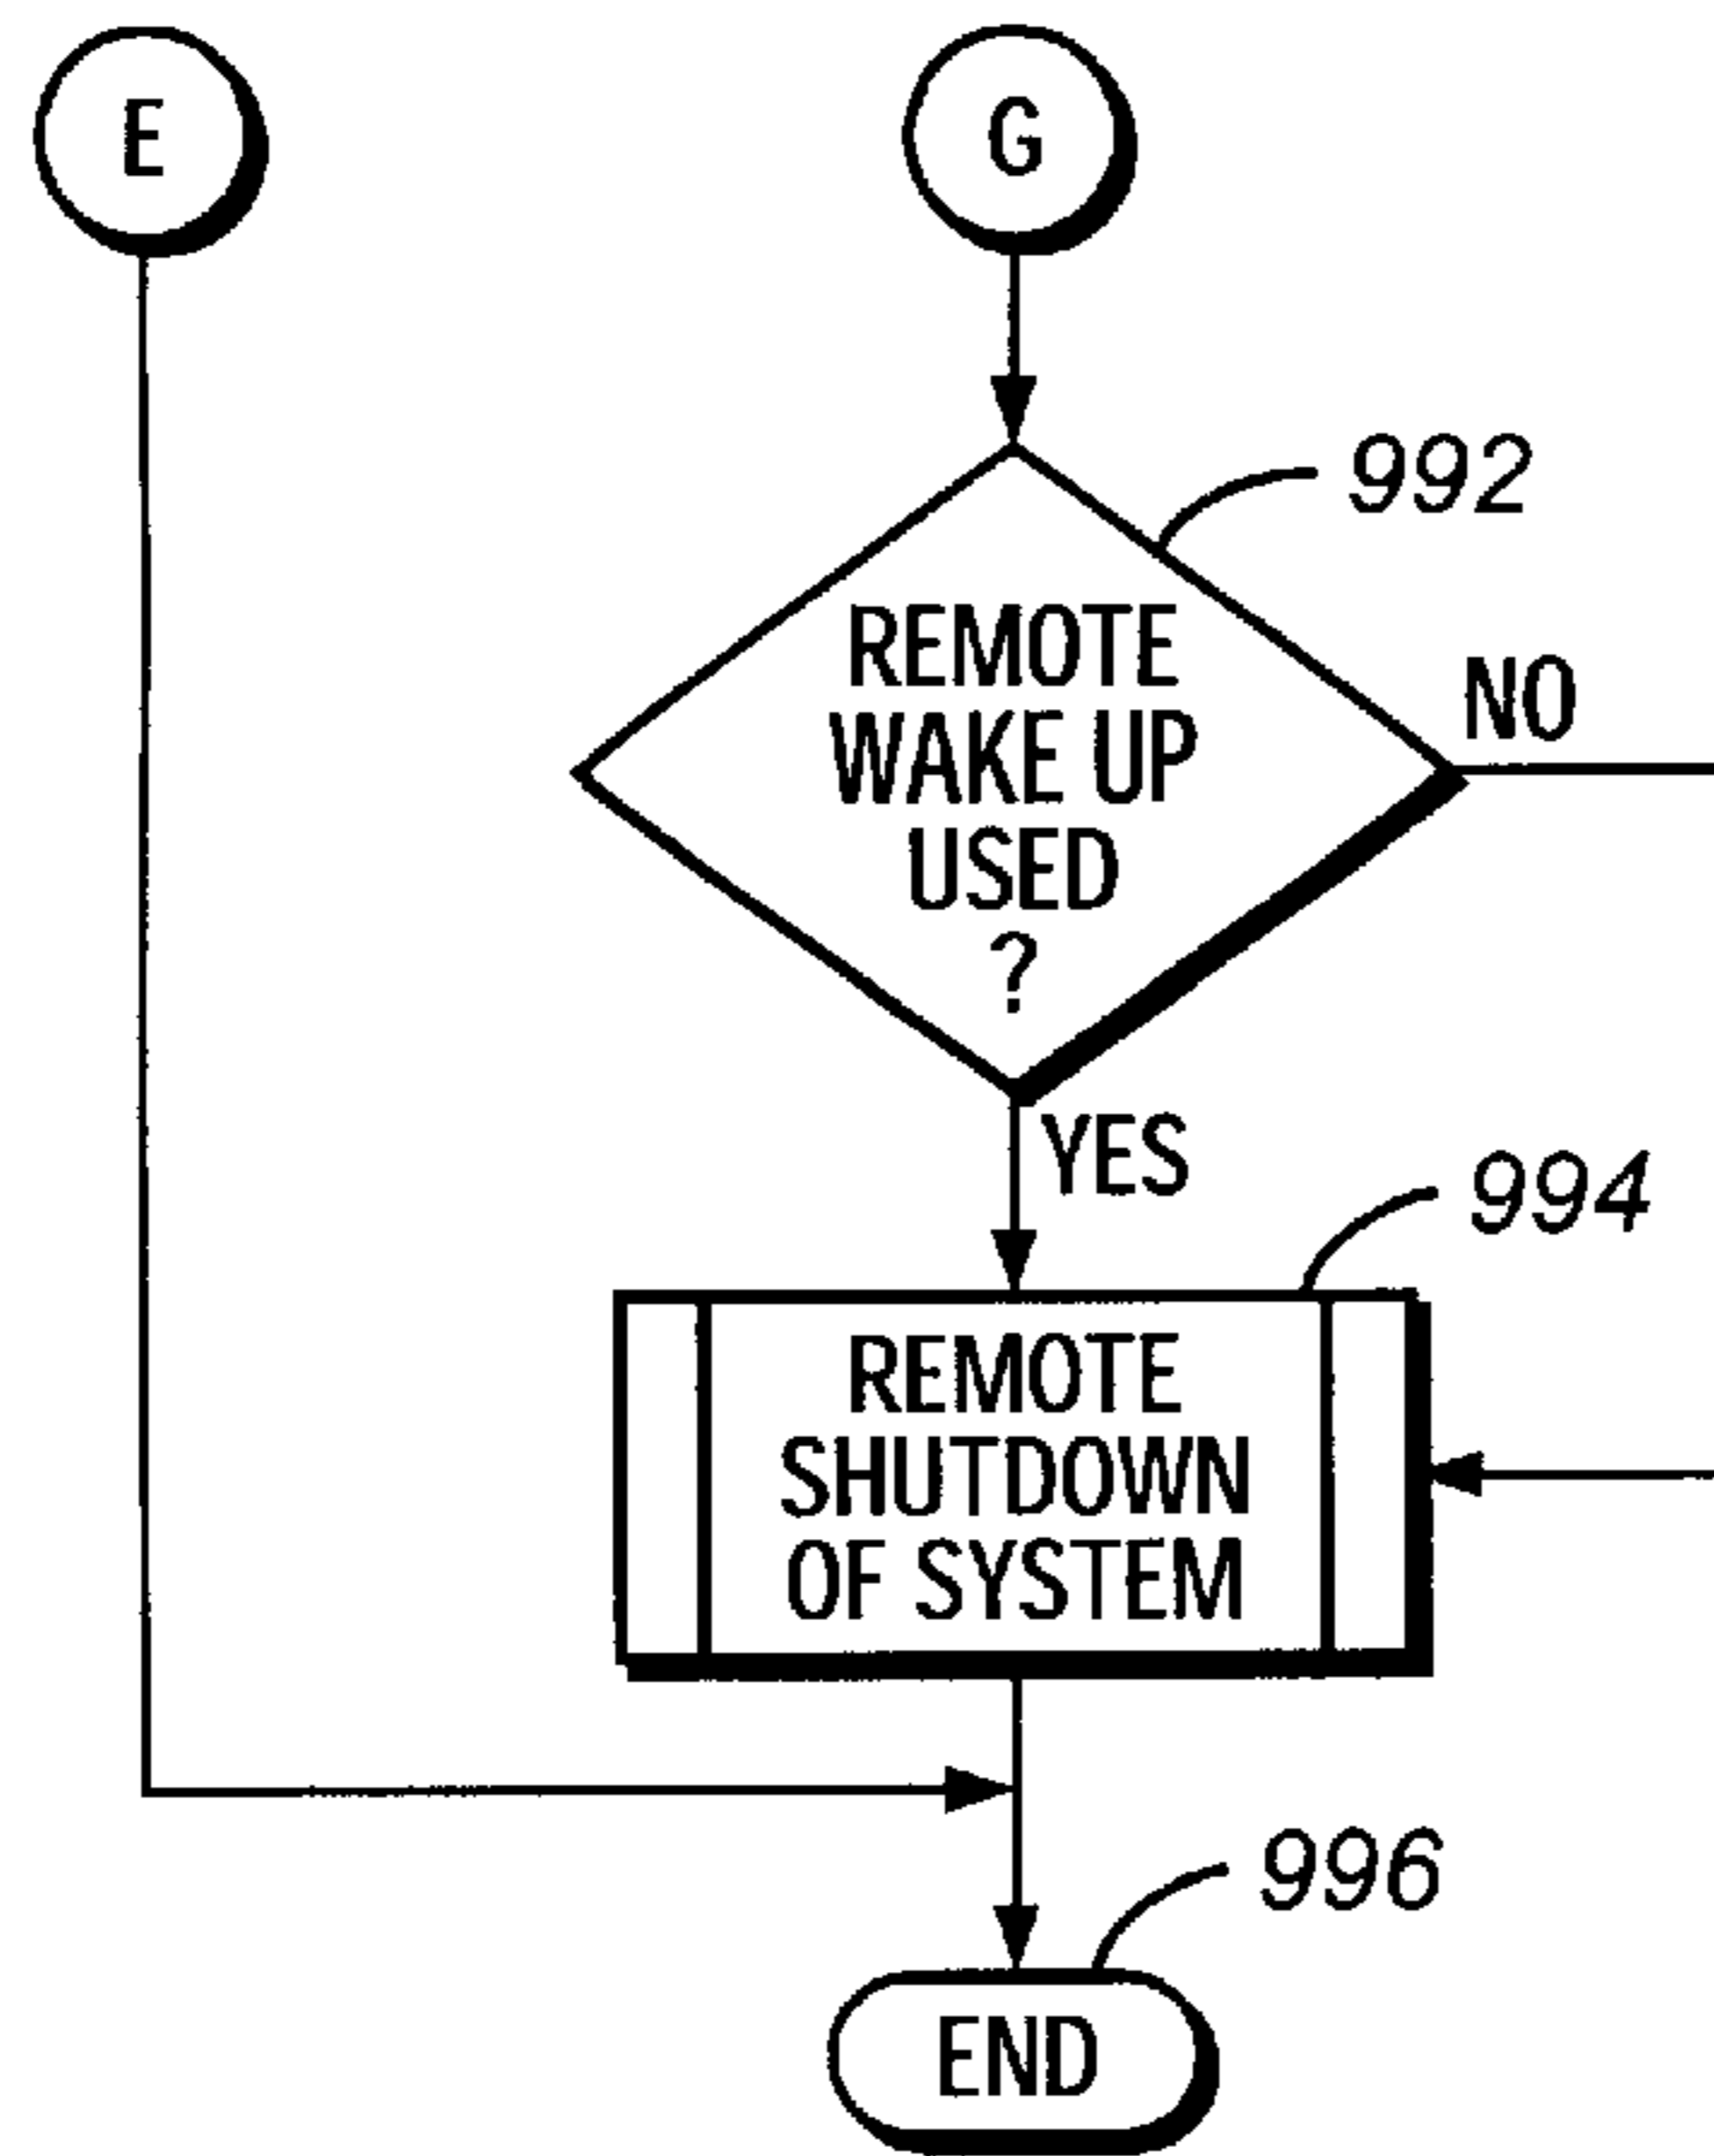 E
G
992
REMOTE
WAKE UP
USED
?
NO
YES
994
REMOTE
SHUTDOWN
OF SYSTEM
996
END